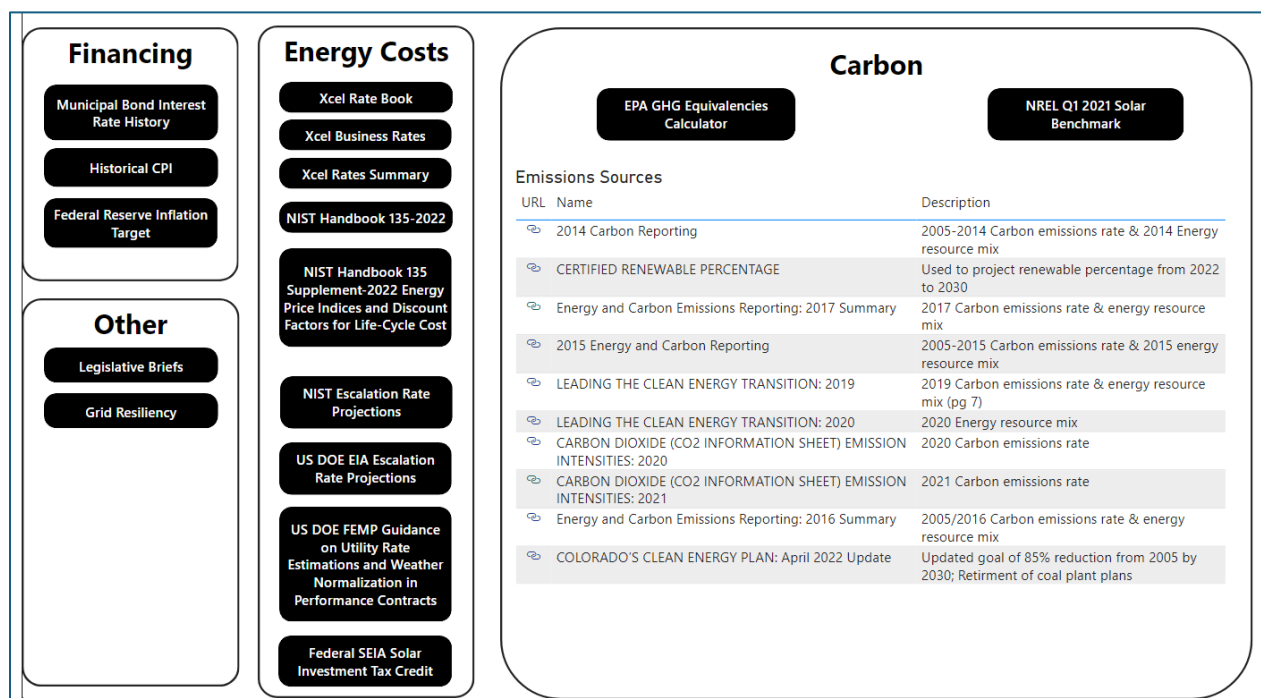 Financing
Municipal Bond Interest
Rate History
Historical CPI
Federal Reserve Inflation
Target
Other
Legislative Briefs
Grid Resiliency
Energy Costs
Xcel Rate Book
Xcel Business Rates
Xcel Rates Summary
NIST Handbook 135-2022
NIST Handbook 135
Supplement-2022 Energy
Price Indices and Discount
Factors for Life-Cycle Cost
NIST Escalation Rate
Projections
US DOE EIA Escalation
Rate Projections
US DOE FEMP Guidance
on Utility Rate
Estimations and Weather
Normalization in
Performance Contracts
Federal SEIA Solar
Investment Tax Credit
Carbon
EPA GHG Equivalencies
Calculator
NREL Q1 2021 Solar
Benchmark
Emissions Sources
URL Name Description
2014 Carbon Reporting 2005-2014 Carbon emissions rate & 2014 Energy
resource mix
CERTIFIED RENEWABLE PERCENTAGE Used to project renewable percentage from 2022
to 2030
Energy and Carbon Emissions Reporting: 2017 Summary 2017 Carbon emissions rate & energy resource
mix
2015 Energy and Carbon Reporting 2005-2015 Carbon emissions rate & 2015 energy
resource mix
LEADING THE CLEAN ENERGY TRANSITION: 2019 2019 Carbon emissions rate & energy resource
mix (pg 7)
LEADING THE CLEAN ENERGY TRANSITION: 2020 2020 Energy resource mix
CARBON DIOXIDE (CO2 INFORMATION SHEET) EMISSION 2020 Carbon emissions rate
INTENSITIES: 2020
CARBON DIOXIDE (CO2 INFORMATION SHEET) EMISSION 2021 Carbon emissions rate
INTENSITIES: 2021
Energy and Carbon Emissions Reporting: 2016 Summary 2005/2016 Carbon emissions rate & energy
resource mix
COLORADO'S CLEAN ENERGY PLAN: April 2022 Update Updated goal of 85% reduction from 2005 by
2030; Retirment of coal plant plans